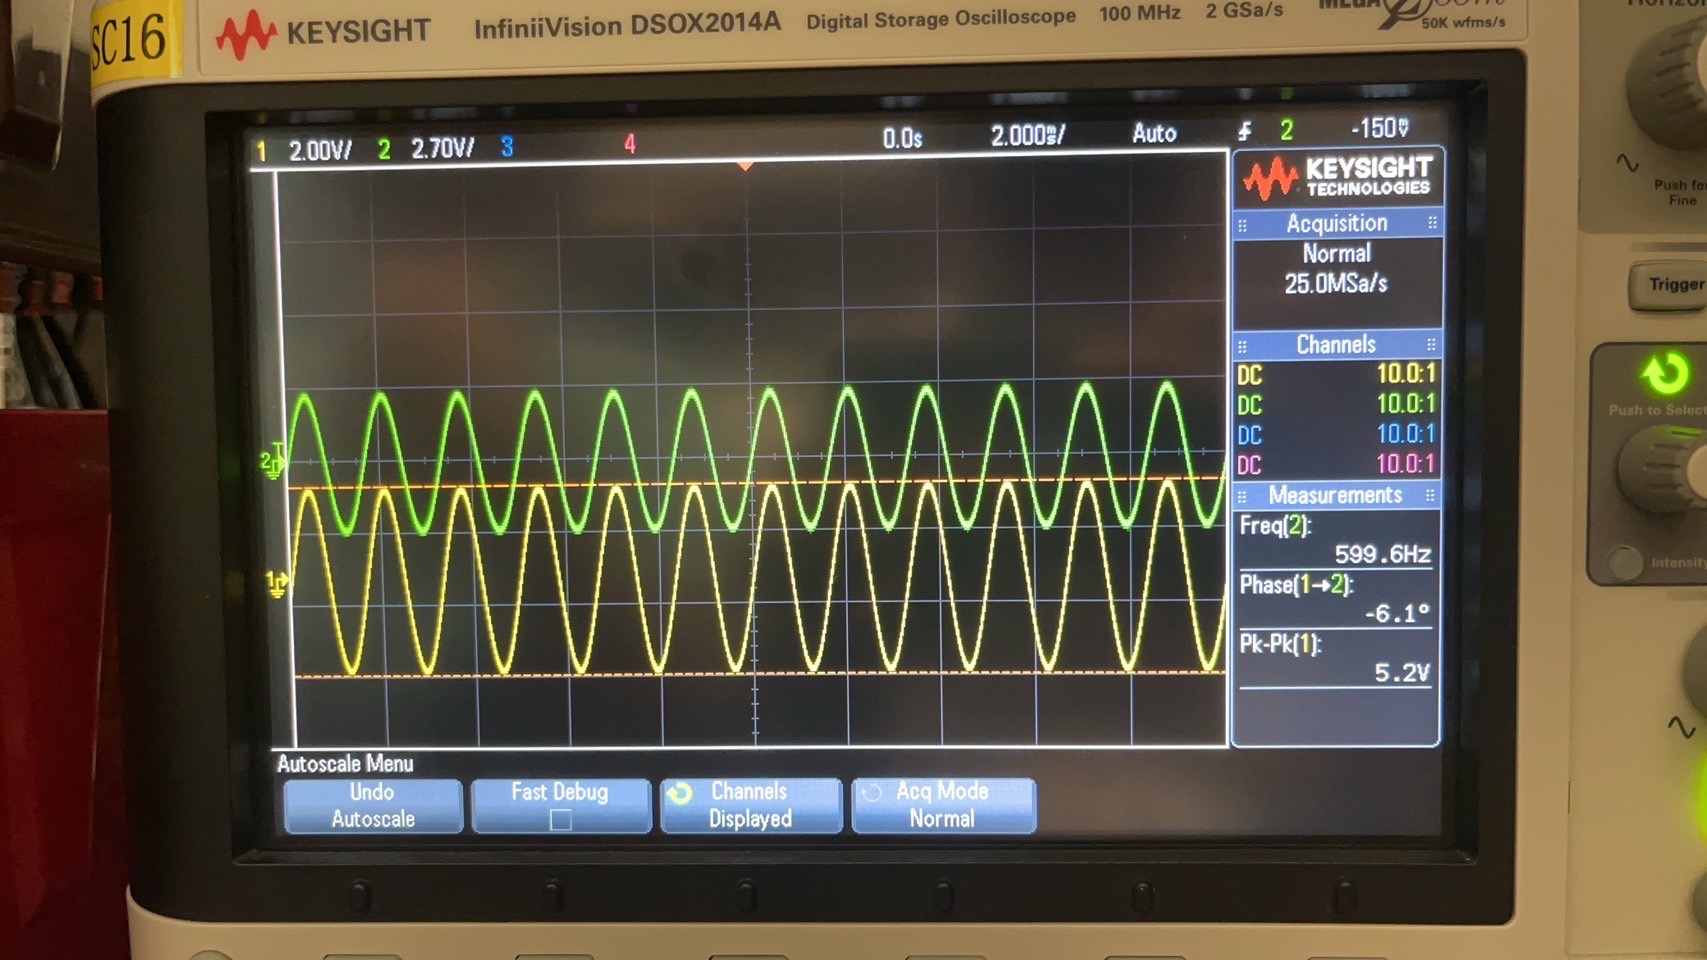 SC16
KEYSIGHT InfiniiVision DSOX2014A Digital Storage Oscilloscope 100 MHz 2 GSa/s MEGA
50K wfms/s
1 2.00V/ 2 2.70V/ 3 4 0.0s 2.000ms/ Auto 2 -150mV
KEYSIGHT
TECHNOLOGIES
Acquisition
Normal
25.0MSa/s
Channels
DC 10.0:1
DC 10.0:1
DC 10.0:1
DC 10.0:1
Measurements
Freq(2):
599.6Hz
Phase(1→2):
-6.1°
Pk-Pk(1):
5.2V
2
1
Autoscale Menu
Undo
Autoscale
Fast Debug
Channels
Displayed
Acq Mode
Normal
Push for
Fine
Trigger
Push to Select
Intensity